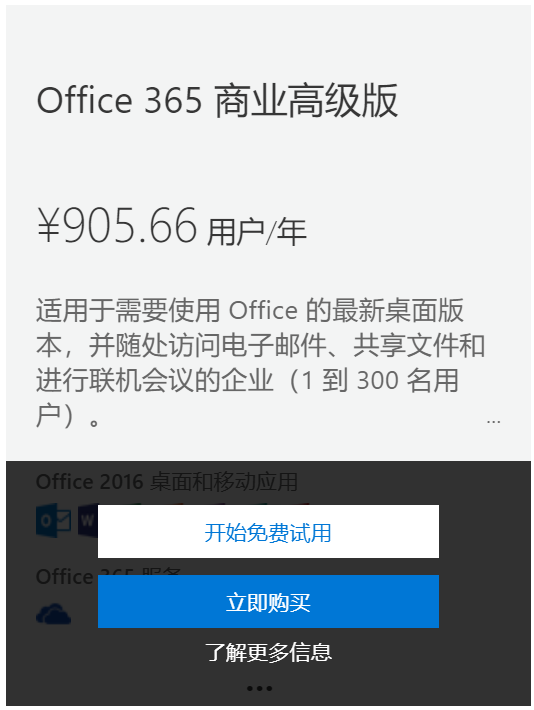 Office 365 商业高级版
¥905.66 用户/年
适用于需要使用 Office 的最新桌面版
本，并随处访问电子邮件、共享文件和
进行联机会议的企业（1 到 300 名用
户）。
...
Office 2016 桌面和移动应用
开始免费试用
Office 365 服务
立即购买
了解更多信息
...